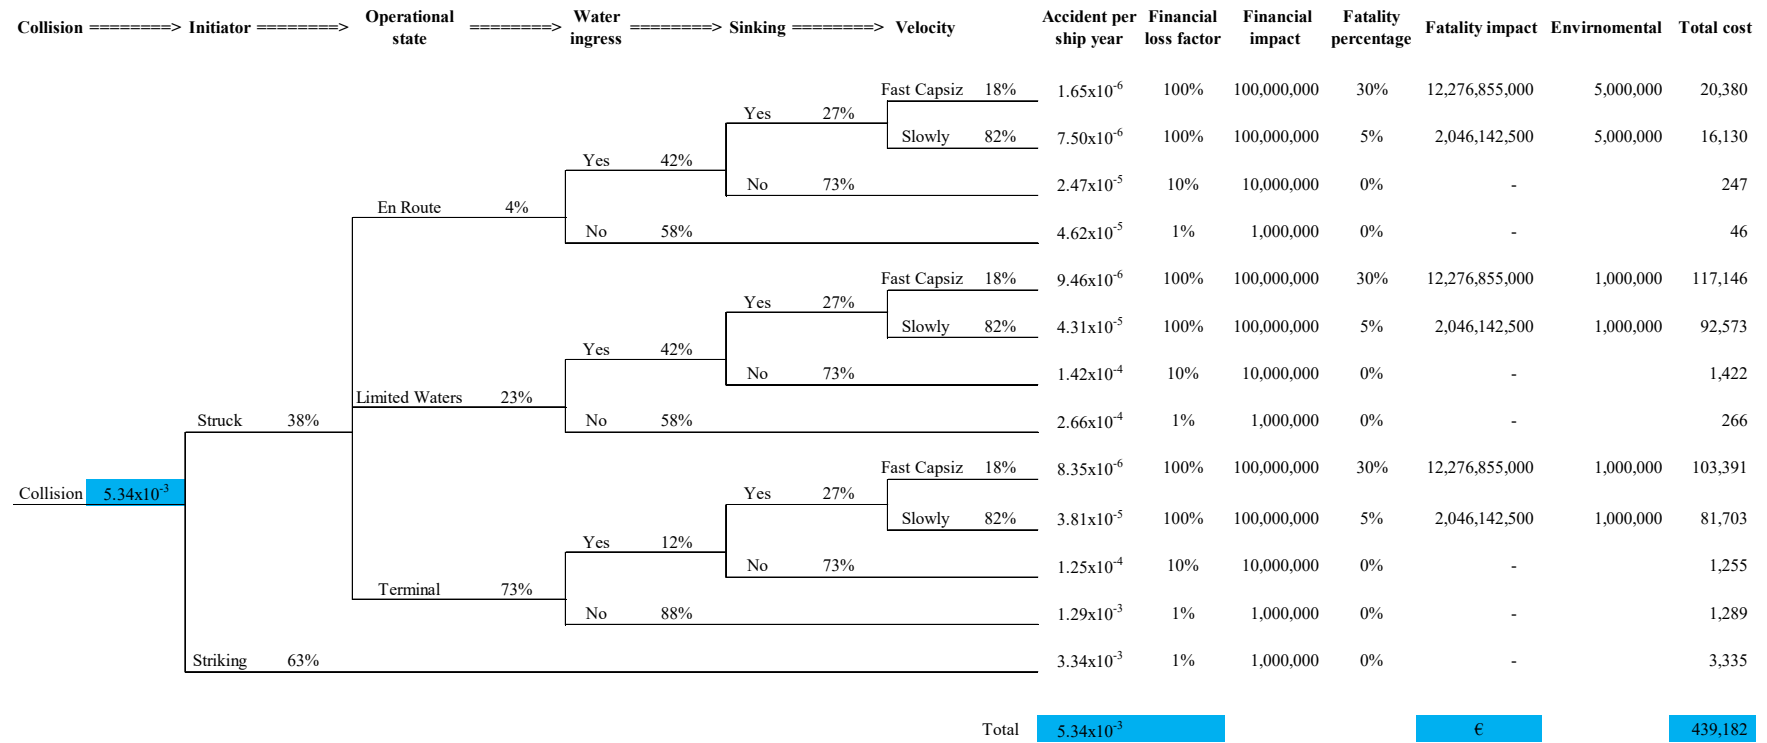 Collision ========> Initiator ========> Operational state ========> Water ingress ========> Sinking ========> Velocity Accident per ship year Financial loss factor Financial impact Fatality percentage Fatality impact Envirnomental Total cost
Fast Capsiz 18% 1.65x10⁻⁶ 100% 100,000,000 30% 12,276,855,000 5,000,000 20,380
Yes 27%
Slowly 82% 7.50x10⁻⁶ 100% 100,000,000 5% 2,046,142,500 5,000,000 16,130
Yes 42%
No 73% 2.47x10⁻⁵ 10% 10,000,000 0% - 247
En Route 4%
No 58% 4.62x10⁻⁵ 1% 1,000,000 0% - 46
Fast Capsiz 18% 9.46x10⁻⁶ 100% 100,000,000 30% 12,276,855,000 1,000,000 117,146
Yes 27%
Slowly 82% 4.31x10⁻⁵ 100% 100,000,000 5% 2,046,142,500 1,000,000 92,573
Yes 42%
No 73% 1.42x10⁻⁴ 10% 10,000,000 0% - 1,422
Limited Waters 23%
Struck 38% No 58% 2.66x10⁻⁴ 1% 1,000,000 0% - 266
Fast Capsiz 18% 8.35x10⁻⁶ 100% 100,000,000 30% 12,276,855,000 1,000,000 103,391
Collision 5.34x10⁻³ Yes 27%
Slowly 82% 3.81x10⁻⁵ 100% 100,000,000 5% 2,046,142,500 1,000,000 81,703
Yes 12%
No 73% 1.25x10⁻⁴ 10% 10,000,000 0% - 1,255
Terminal 73%
No 88% 1.29x10⁻³ 1% 1,000,000 0% - 1,289
Striking 63% 3.34x10⁻³ 1% 1,000,000 0% - 3,335
Total 5.34x10⁻³ € 439,182